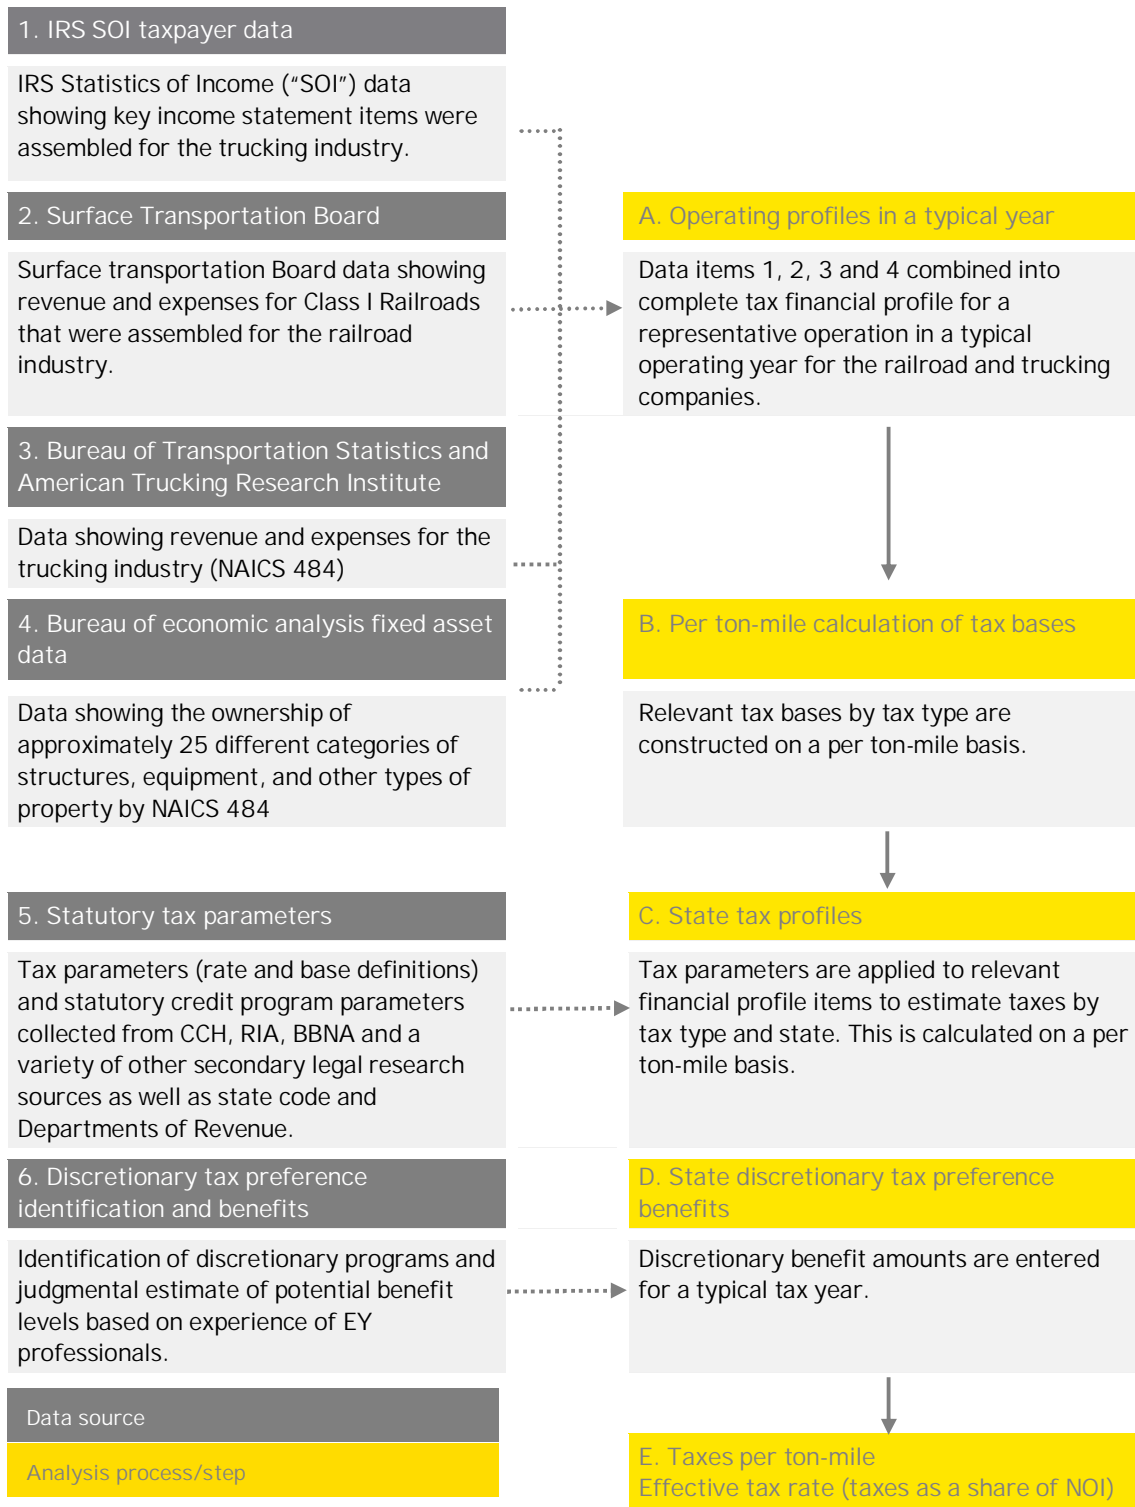 1. IRS SOI taxpayer data
IRS Statistics of Income (“SOI”) data
showing key income statement items were
assembled for the trucking industry.
2. Surface Transportation Board
Surface transportation Board data showing
revenue and expenses for Class I Railroads
that were assembled for the railroad
industry.
3. Bureau of Transportation Statistics and
American Trucking Research Institute
Data showing revenue and expenses for the
trucking industry (NAICS 484)
4. Bureau of economic analysis fixed asset
data
Data showing the ownership of
approximately 25 different categories of
structures, equipment, and other types of
property by NAICS 484
5. Statutory tax parameters
Tax parameters (rate and base definitions)
and statutory credit program parameters
collected from CCH, RIA, BBNA and a
variety of other secondary legal research
sources as well as state code and
Departments of Revenue.
6. Discretionary tax preference
identification and benefits
Identification of discretionary programs and
judgmental estimate of potential benefit
levels based on experience of EY
professionals.
Data source
Analysis process/step
A. Operating profiles in a typical year
Data items 1, 2, 3 and 4 combined into
complete tax financial profile for a
representative operation in a typical
operating year for the railroad and trucking
companies.
B. Per ton-mile calculation of tax bases
Relevant tax bases by tax type are
constructed on a per ton-mile basis.
C. State tax profiles
Tax parameters are applied to relevant
financial profile items to estimate taxes by
tax type and state. This is calculated on a per
ton-mile basis.
D. State discretionary tax preference
benefits
Discretionary benefit amounts are entered
for a typical tax year.
E. Taxes per ton-mile
Effective tax rate (taxes as a share of NOI)